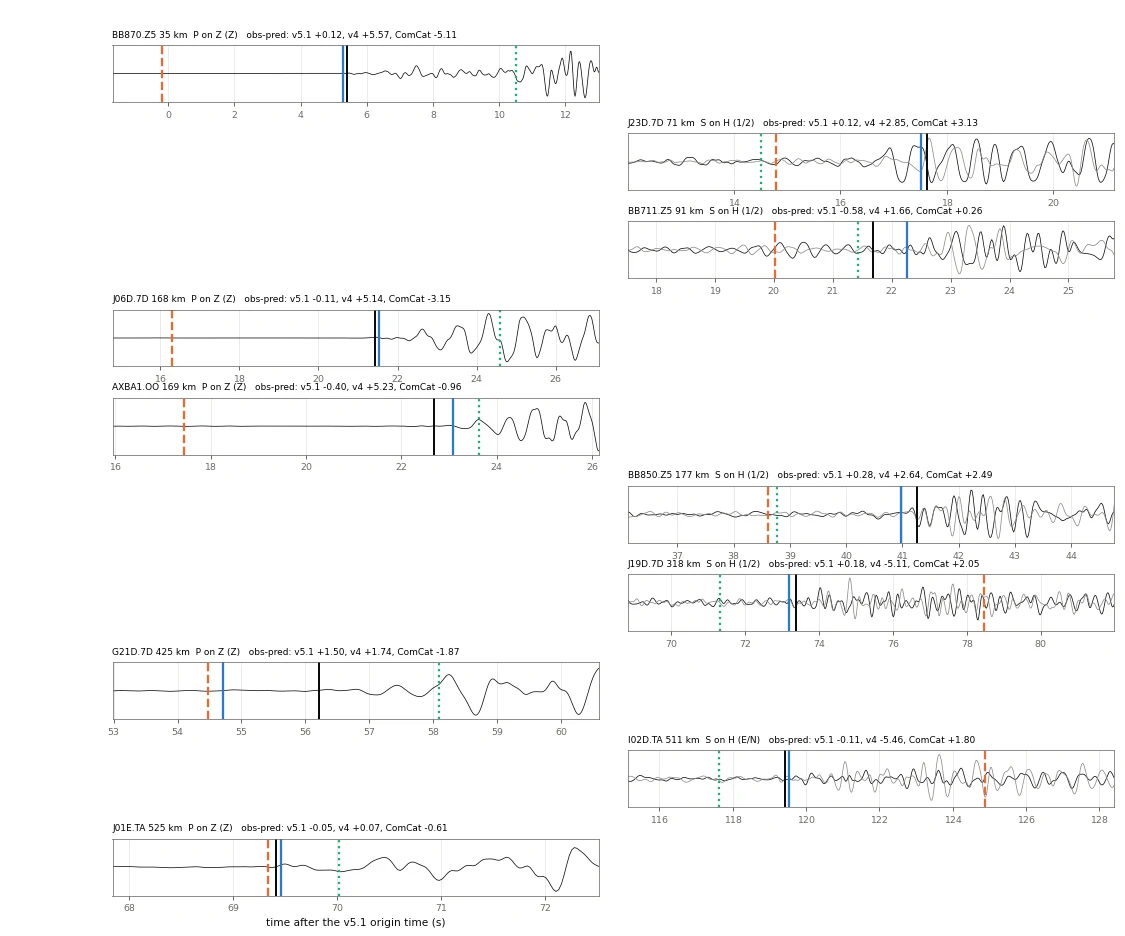 BB870.Z5 35 km P on Z (Z) obs-pred: v5.1 +0.12, v4 +5.57, ComCat -5.11
0 2 4 6 8 10 12
J23D.7D 71 km S on H (1/2) obs-pred: v5.1 +0.12, v4 +2.85, ComCat +3.13
14 16 18 20
BB711.Z5 91 km S on H (1/2) obs-pred: v5.1 -0.58, v4 +1.66, ComCat +0.26
18 19 20 21 22 23 24 25
J06D.7D 168 km P on Z (Z) obs-pred: v5.1 -0.11, v4 +5.14, ComCat -3.15
16 18 20 22 24 26
AXBA1.OO 169 km P on Z (Z) obs-pred: v5.1 -0.40, v4 +5.23, ComCat -0.96
16 18 20 22 24 26
BB850.Z5 177 km S on H (1/2) obs-pred: v5.1 +0.28, v4 +2.64, ComCat +2.49
37 38 39 40 41 42 43 44
J19D.7D 318 km S on H (1/2) obs-pred: v5.1 +0.18, v4 -5.11, ComCat +2.05
70 72 74 76 78 80
G21D.7D 425 km P on Z (Z) obs-pred: v5.1 +1.50, v4 +1.74, ComCat -1.87
53 54 55 56 57 58 59 60
I02D.TA 511 km S on H (E/N) obs-pred: v5.1 -0.11, v4 -5.46, ComCat +1.80
116 118 120 122 124 126 128
J01E.TA 525 km P on Z (Z) obs-pred: v5.1 -0.05, v4 +0.07, ComCat -0.61
68 69 70 71 72
time after the v5.1 origin time (s)